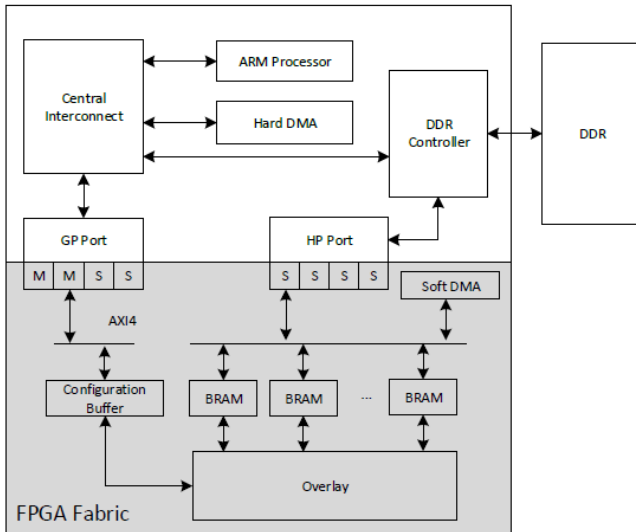 ARM Processor
Central
Interconnect
Hard DMA
DDR
Controller
DDR
GP Port
HP Port
M M S S
S S S S
Soft DMA
AXI4
Configuration
Buffer
BRAM
BRAM
...
BRAM
Overlay
FPGA Fabric